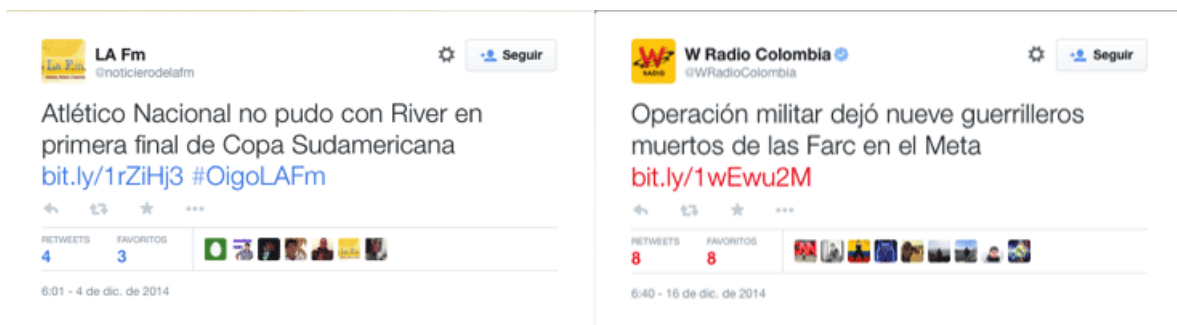 LA Fm
@noticierodelafm
Seguir
Atlético Nacional no pudo con River en
primera final de Copa Sudamericana
bit.ly/1rZiHj3 #OigoLAFm
RETWEETS FAVORITOS
4 3
6:01 - 4 de dic. de 2014
W RADIO
W Radio Colombia
@WRadioColombia
Seguir
Operación militar dejó nueve guerrilleros
muertos de las Farc en el Meta
bit.ly/1wEwu2M
RETWEETS FAVORITOS
8 8
6:40 - 16 de dic. de 2014